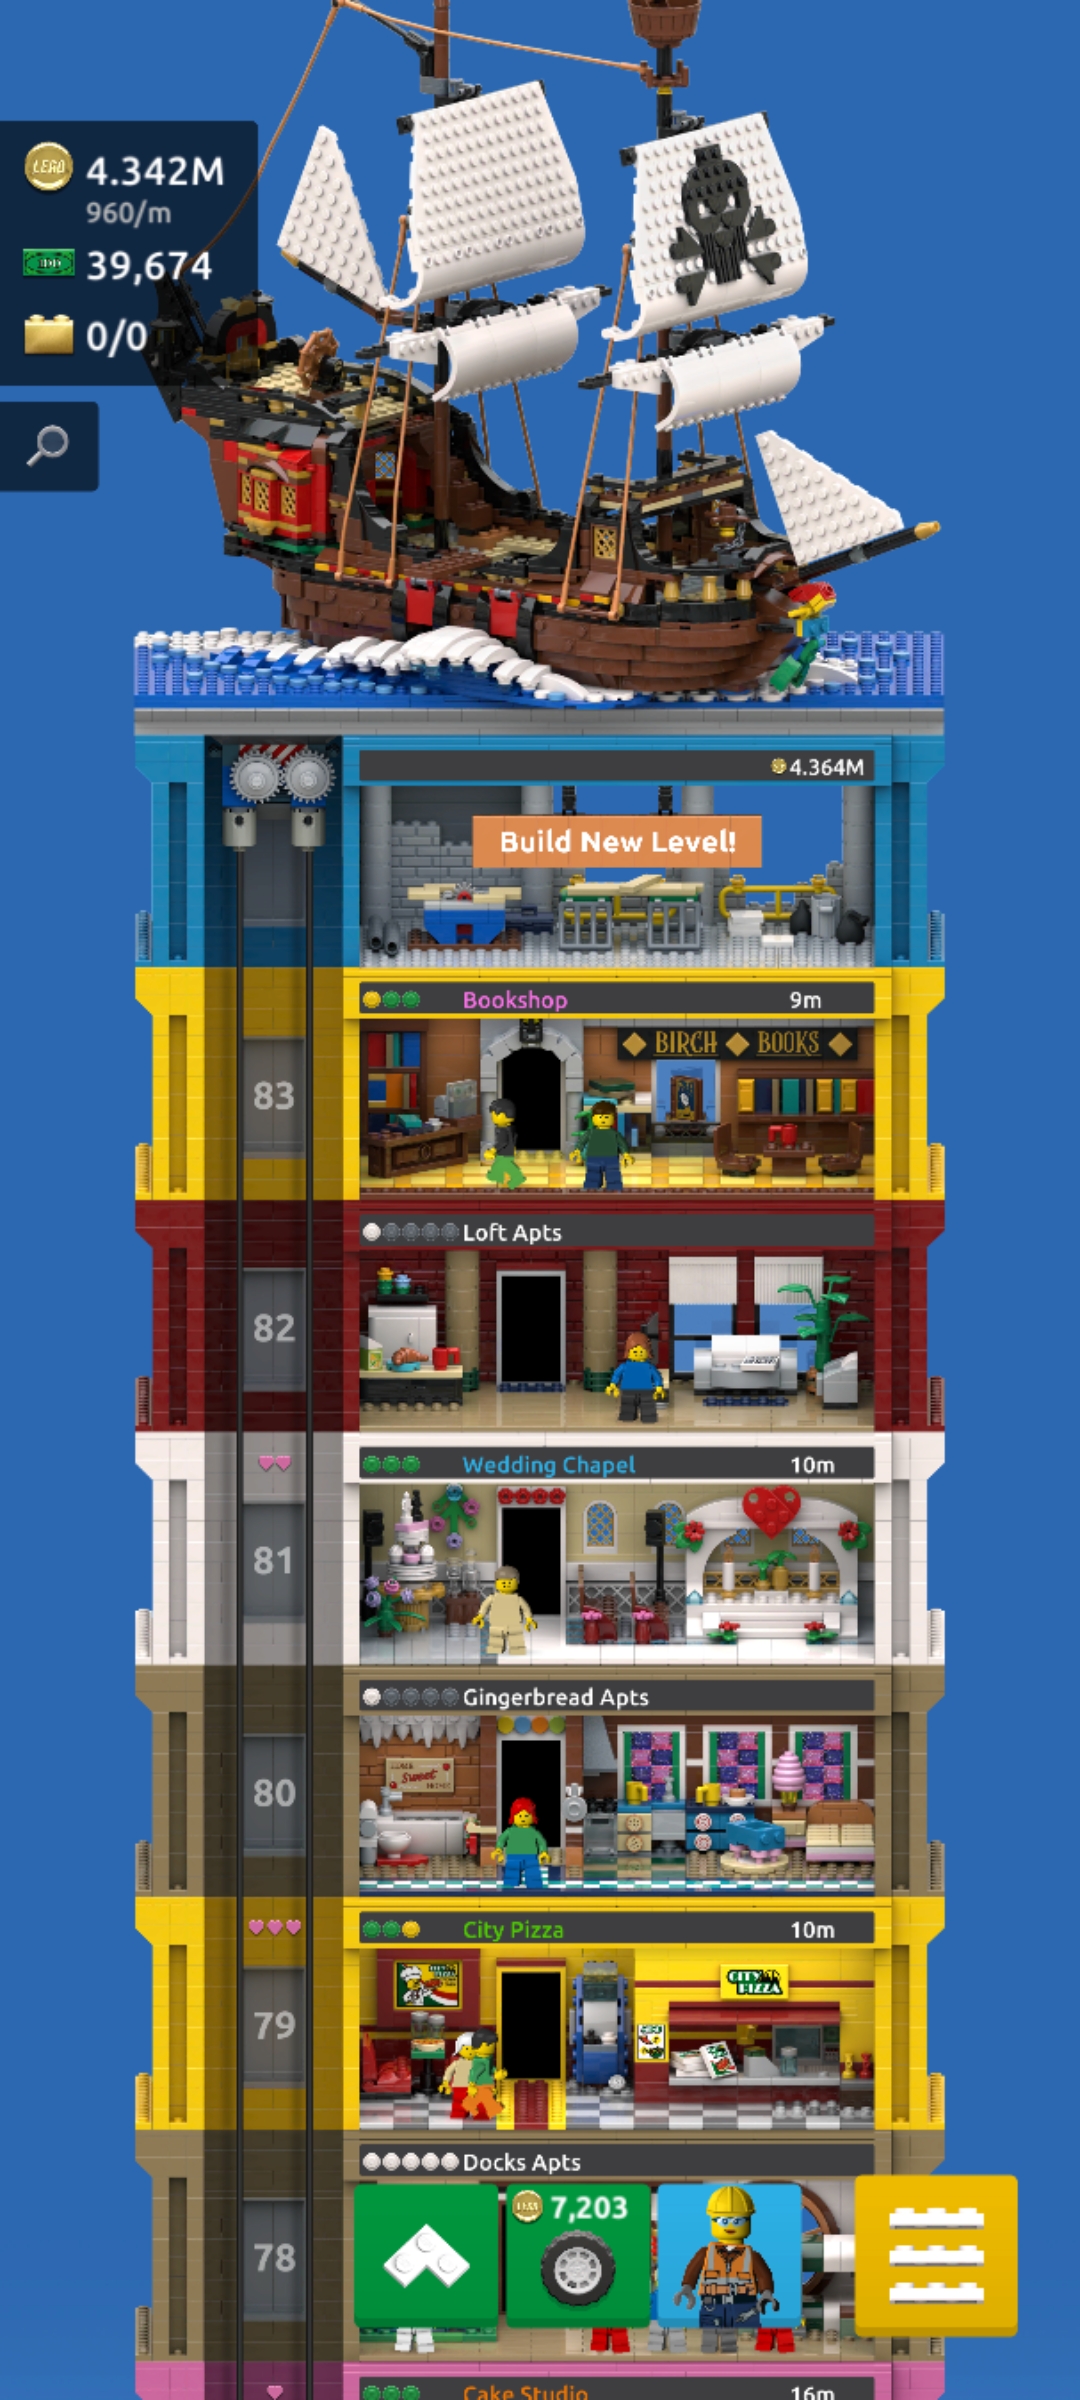 4.342M
960/m
39,674
0/0
4.364M
Build New Level!
Bookshop 9m
BIRCH BOOKS
83
Loft Apts
82
Wedding Chapel 10m
81
Gingerbread Apts
Sweet
80
City Pizza 10m
CITY PIZZA
79
Docks Apts
7,203
78
Cake Studio 16m